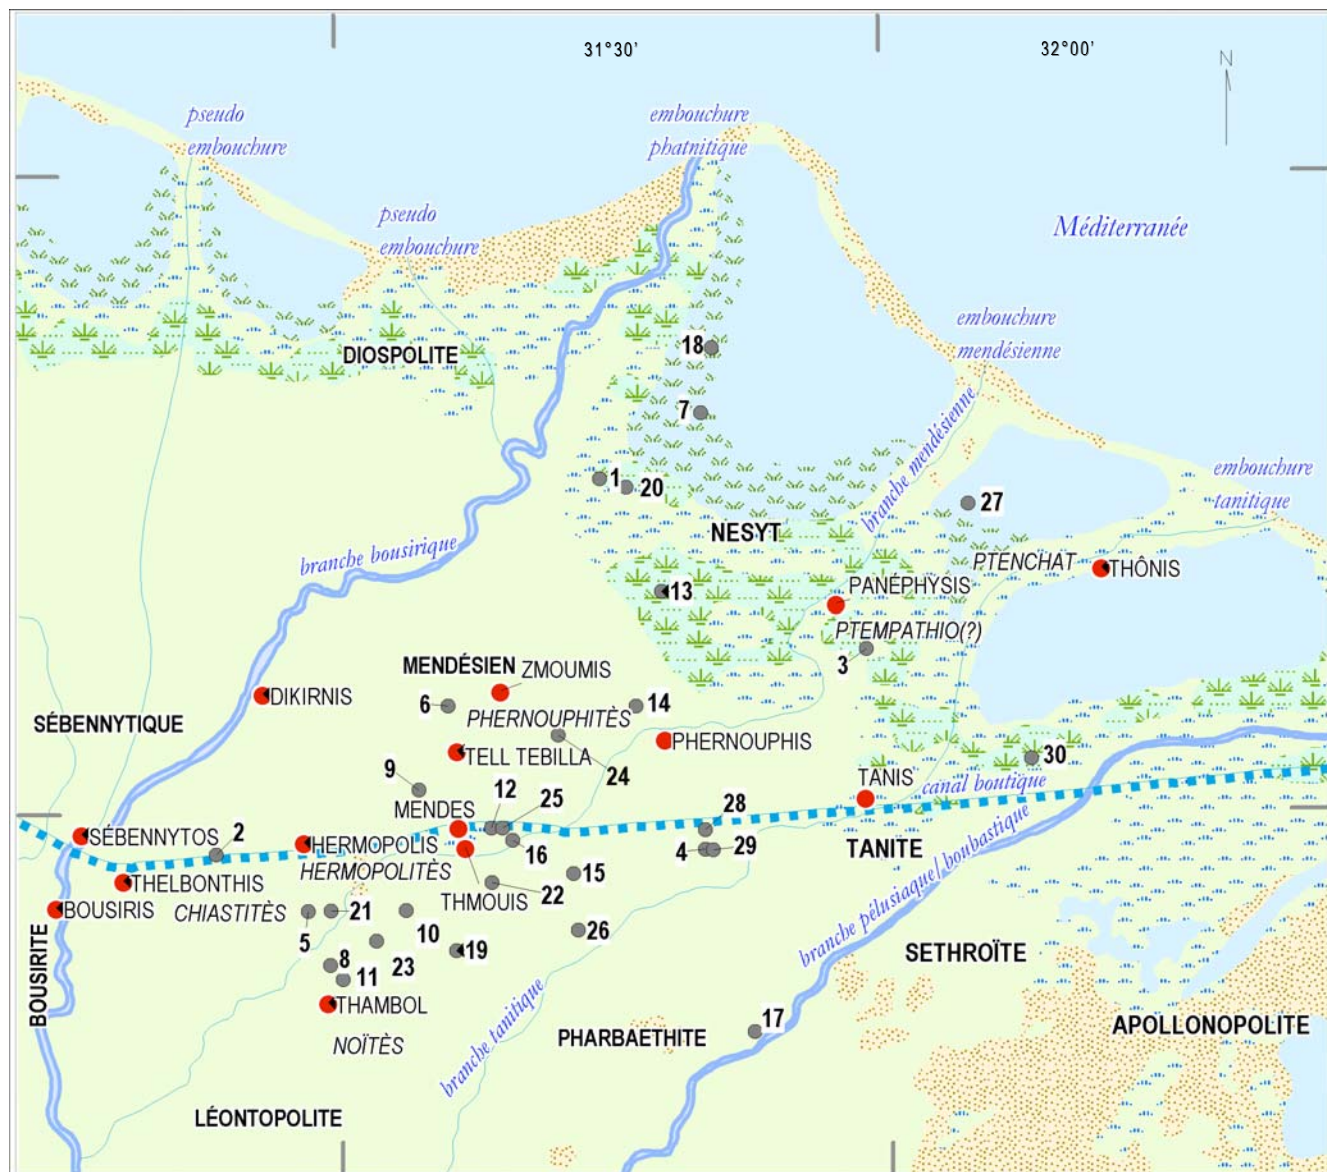 31°30'
32°00'
N
pseudo
embouchure
embouchure
phatnitique
pseudo
embouchure
Méditerranée
embouchure
mendésienne
DIOSPOLITE
18
7
branche mendésienne
embouchure
tanitique
1
20
27
NESYT
branche bousirique
PTENCHAT
THÔNIS
13
PANÉPHYSIS
PTEMPATHIO(?)
3
MENDÉSIEN
ZMOUMIS
DIKIRNIS
6
14
SÉBENNYTIQUE
PHERNOUPHITÈS
PHERNOUPHIS
TELL TEBILLA
24
30
9
TANIS
canal boutique
12
25
MENDES
28
SÉBENNYTOS
2
HERMOPOLIS
16
4
29
TANITE
HERMOPOLITÈS
15
THELBONTHIS
22
THMOUIS
CHIASTITÈS
BOUSIRIS
21
5
10
26
branche pélusiaque/boubastique
23
19
SETHROÏTE
8
11
BOUSIRITE
THAMBOL
17
APOLLONOPOLITE
NOÏTÈS
PHARBAETHITE
branche tanitique
LÉONTOPOLITE